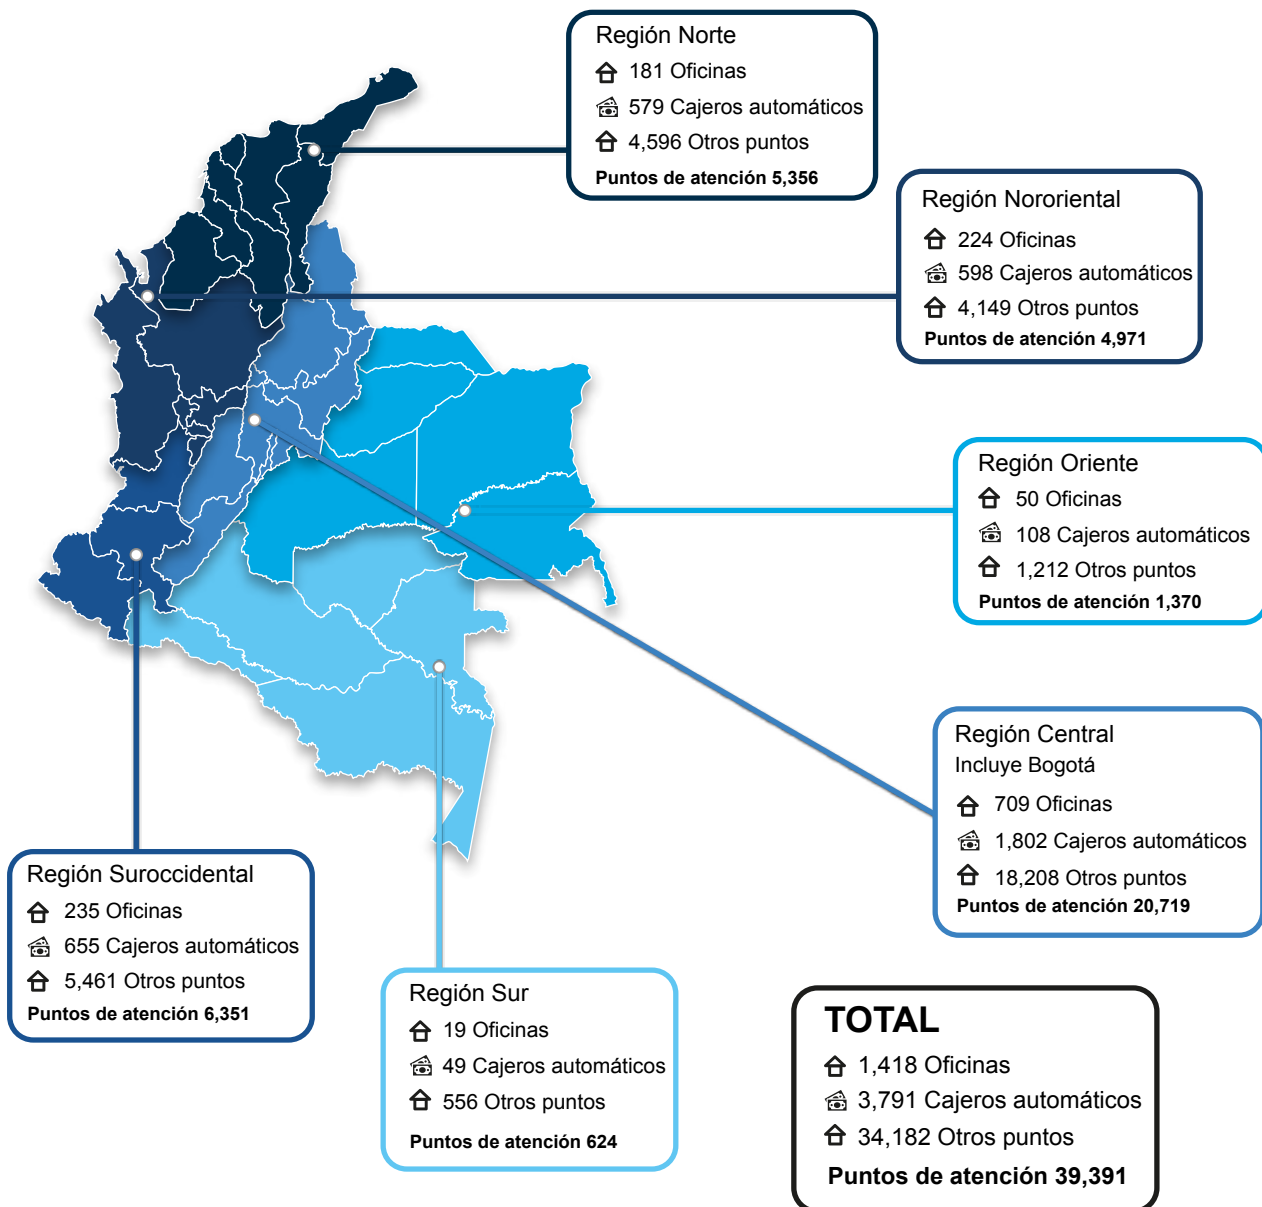 Región Norte
181 Oficinas
579 Cajeros automáticos
4,596 Otros puntos
Puntos de atención 5,356
Región Nororiental
224 Oficinas
598 Cajeros automáticos
4,149 Otros puntos
Puntos de atención 4,971
Región Oriente
50 Oficinas
108 Cajeros automáticos
1,212 Otros puntos
Puntos de atención 1,370
Región Central
Incluye Bogotá
709 Oficinas
1,802 Cajeros automáticos
18,208 Otros puntos
Puntos de atención 20,719
Región Suroccidental
235 Oficinas
655 Cajeros automáticos
5,461 Otros puntos
Puntos de atención 6,351
Región Sur
19 Oficinas
49 Cajeros automáticos
556 Otros puntos
Puntos de atención 624
TOTAL
1,418 Oficinas
3,791 Cajeros automáticos
34,182 Otros puntos
Puntos de atención 39,391